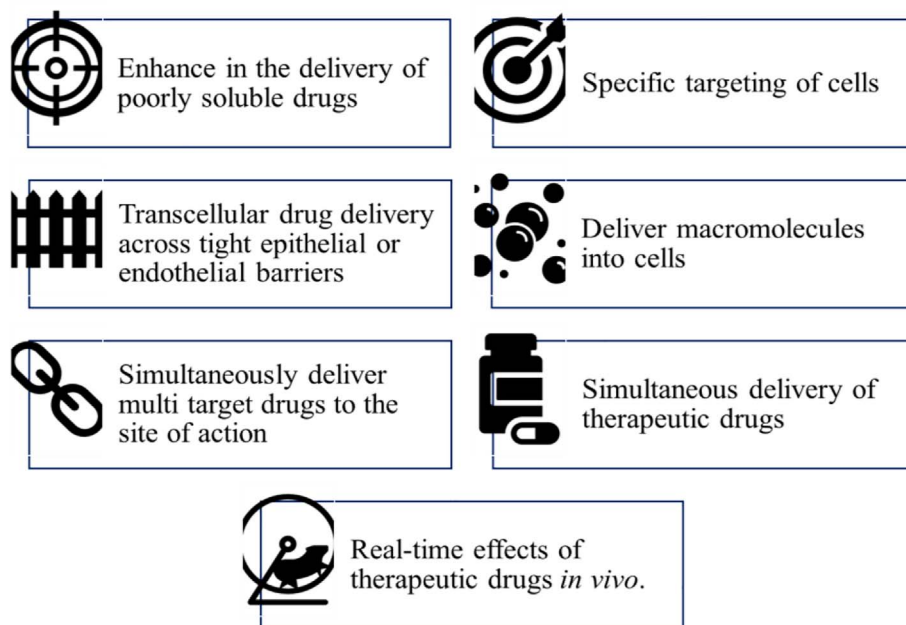 Enhance in the delivery of
poorly soluble drugs
Specific targeting of cells
Transcellular drug delivery
across tight epithelial or
endothelial barriers
Deliver macromolecules
into cells
Simultaneously deliver
multi target drugs to the
site of action
Simultaneous delivery of
therapeutic drugs
Real-time effects of
therapeutic drugs in vivo.